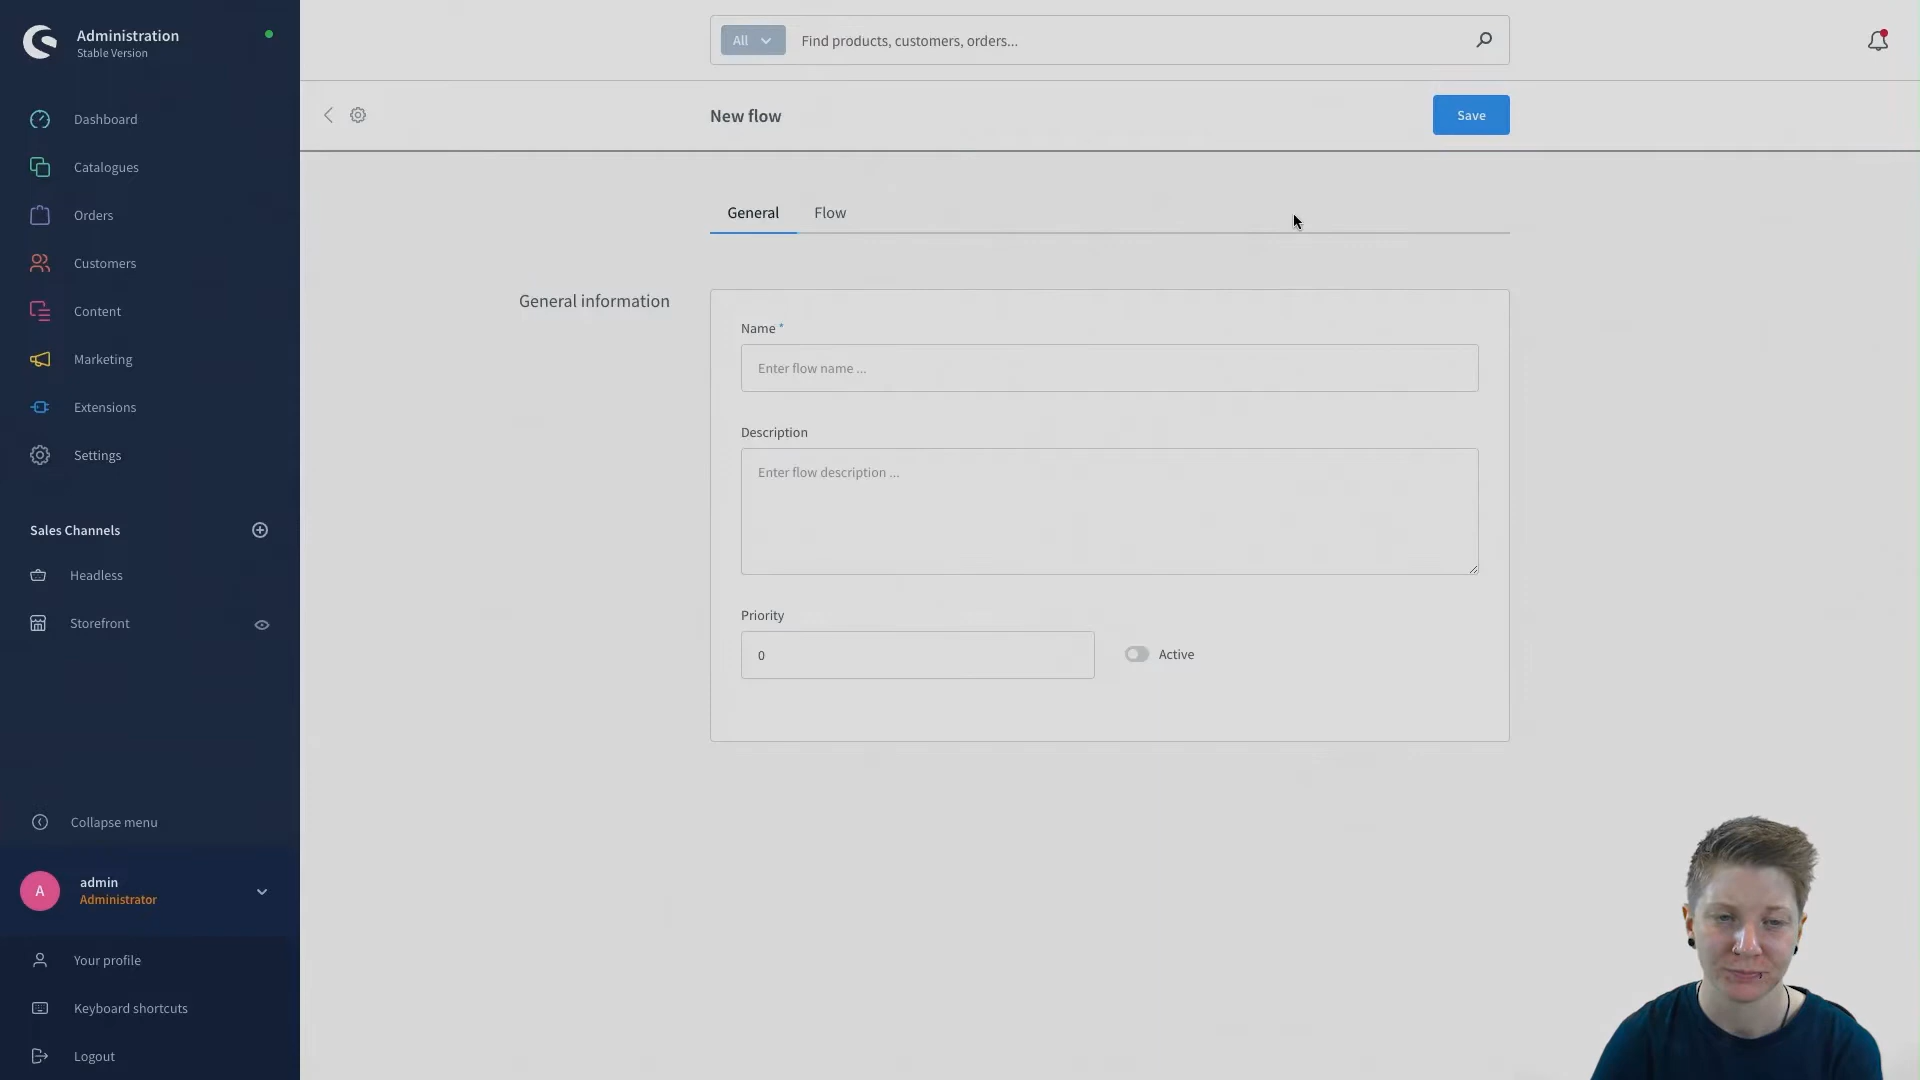 Administration
Stable Version
All
Find products, customers, orders...
New flow
Save
Dashboard
Catalogues
Orders
Customers
Content
Marketing
Extensions
Settings
Sales Channels
Headless
Storefront
Collapse menu
A
admin
Administrator
Your profile
Keyboard shortcuts
Logout
General
Flow
General information
Name *
Enter flow name ...
Description
Enter flow description ...
Priority
0
Active